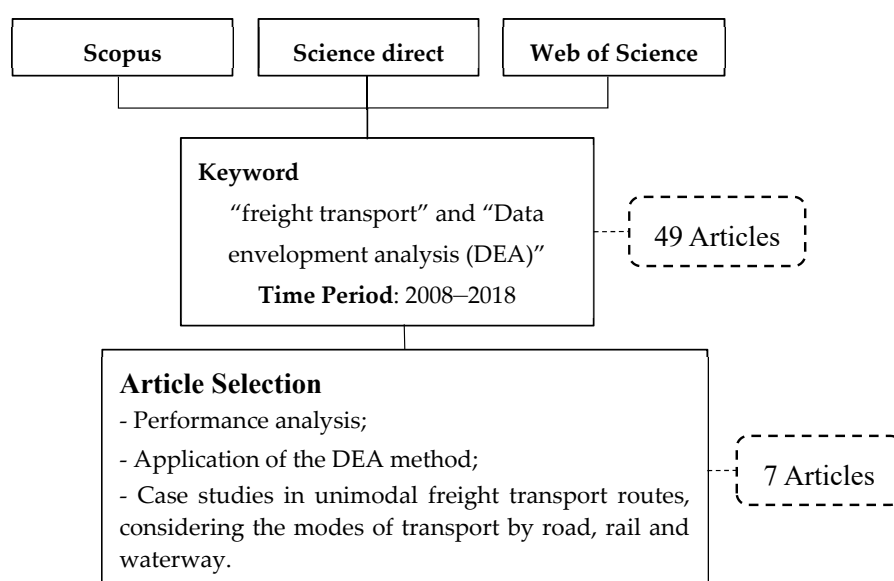 Scopus
Science direct
Web of Science
Keyword
“freight transport” and “Data
envelopment analysis (DEA)”
Time Period: 2008–2018
49 Articles
Article Selection
- Performance analysis;
- Application of the DEA method;
- Case studies in unimodal freight transport routes,
considering the modes of transport by road, rail and
waterway.
7 Articles